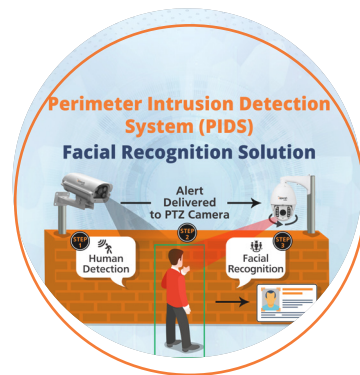 Perimeter Intrusion Detection
System (PIDS)
Facial Recognition Solution
Alert
Delivered
to PTZ Camera
STEP
1
Human
Detection
STEP
2
STEP
3
Facial
Recognition